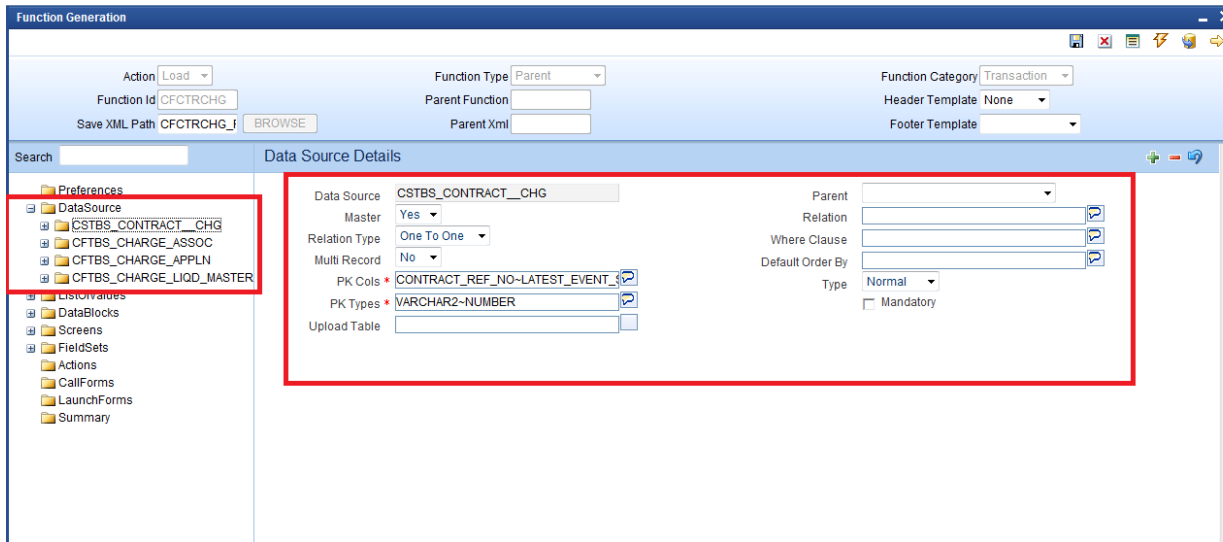 Function Generation
Action Load
Function Type Parent
Function Category Transaction
Function Id CFCTRCHG
Parent Function
Header Template None
Save XML Path CFCTRCHG_ BROWSE
Parent Xml
Footer Template
Search
Data Source Details
Preferences
DataSource
CSTBS_CONTRACT__CHG
CFTBS_CHARGE_ASSOC
CFTBS_CHARGE_APPLN
CFTBS_CHARGE_LIQD_MASTER
ListOfValues
DataBlocks
Screens
FieldSets
Actions
CallForms
LaunchForms
Summary
Data Source CSTBS_CONTRACT__CHG
Parent
Master Yes
Relation
Relation Type One To One
Where Clause
Multi Record No
Default Order By
PK Cols * CONTRACT_REF_NO~LATEST_EVENT_
Type Normal
PK Types * VARCHAR2~NUMBER
Mandatory
Upload Table